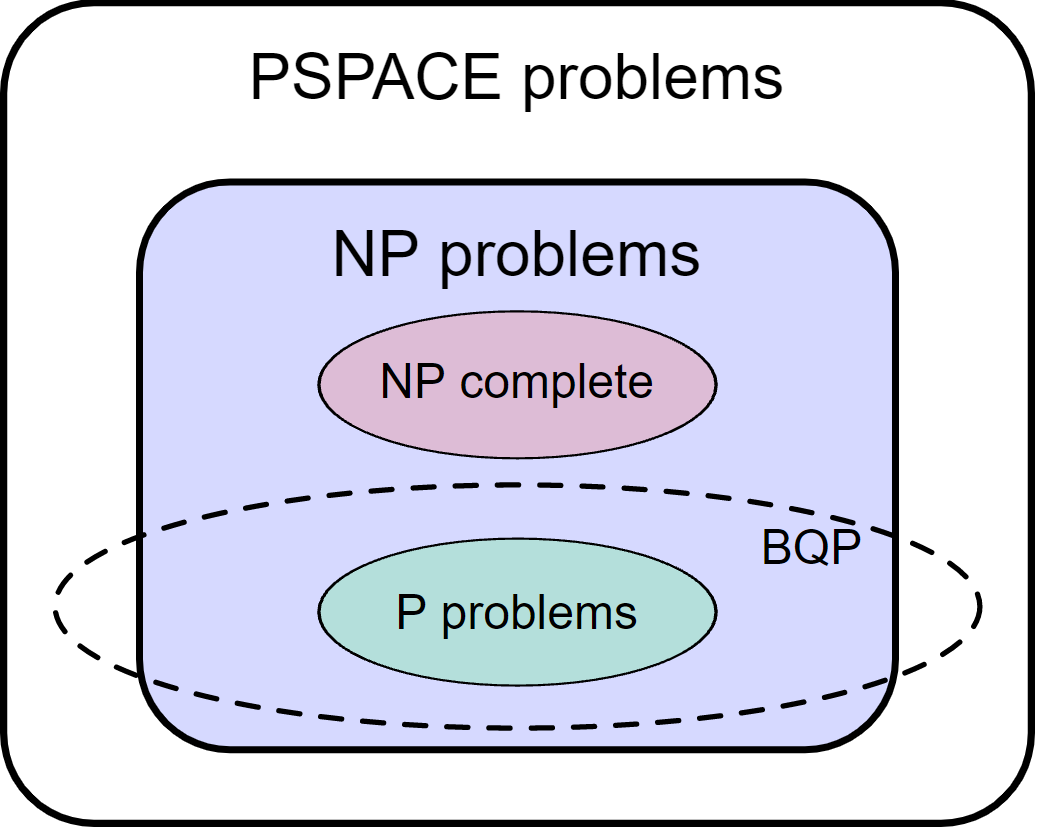 PSPACE problems
NP problems
NP complete
BQP
P problems